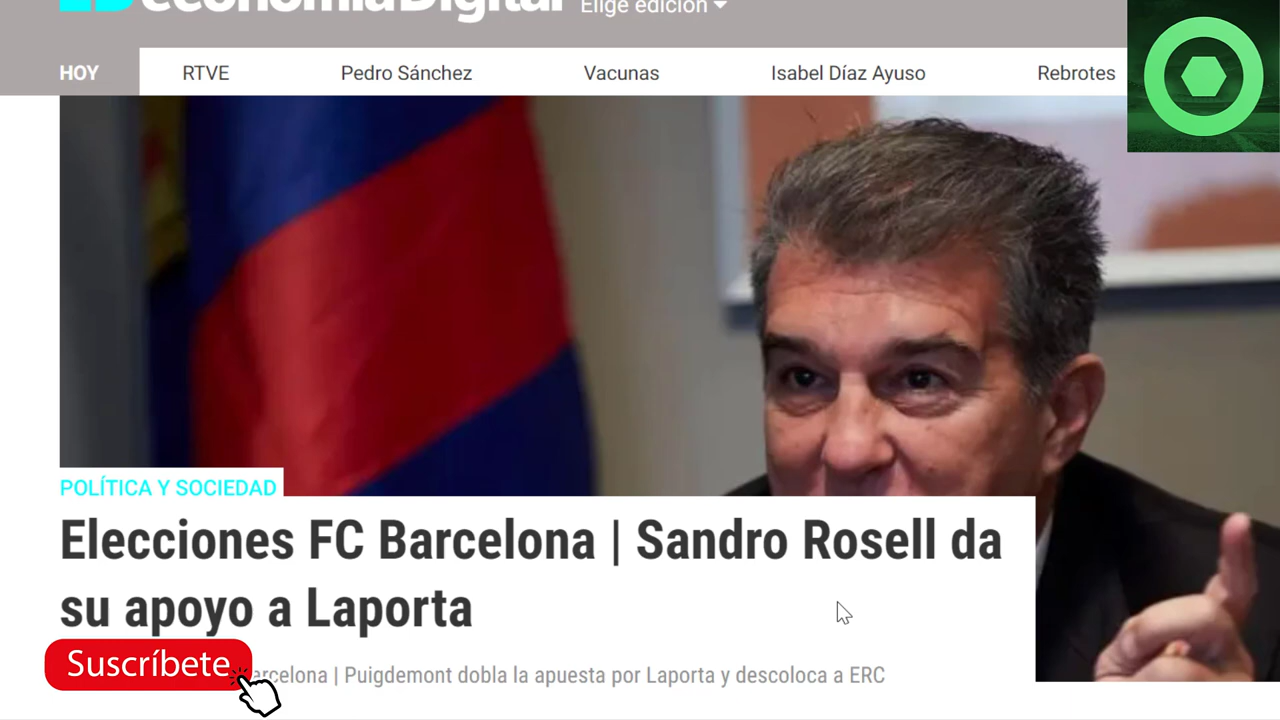 economíaDigital Elige edición
HOY RTVE Pedro Sánchez Vacunas Isabel Díaz Ayuso Rebrotes
POLÍTICA Y SOCIEDAD
Elecciones FC Barcelona | Sandro Rosell da
su apoyo a Laporta
Suscríbete
arcelona | Puigdemont dobla la apuesta por Laporta y descoloca a ERC